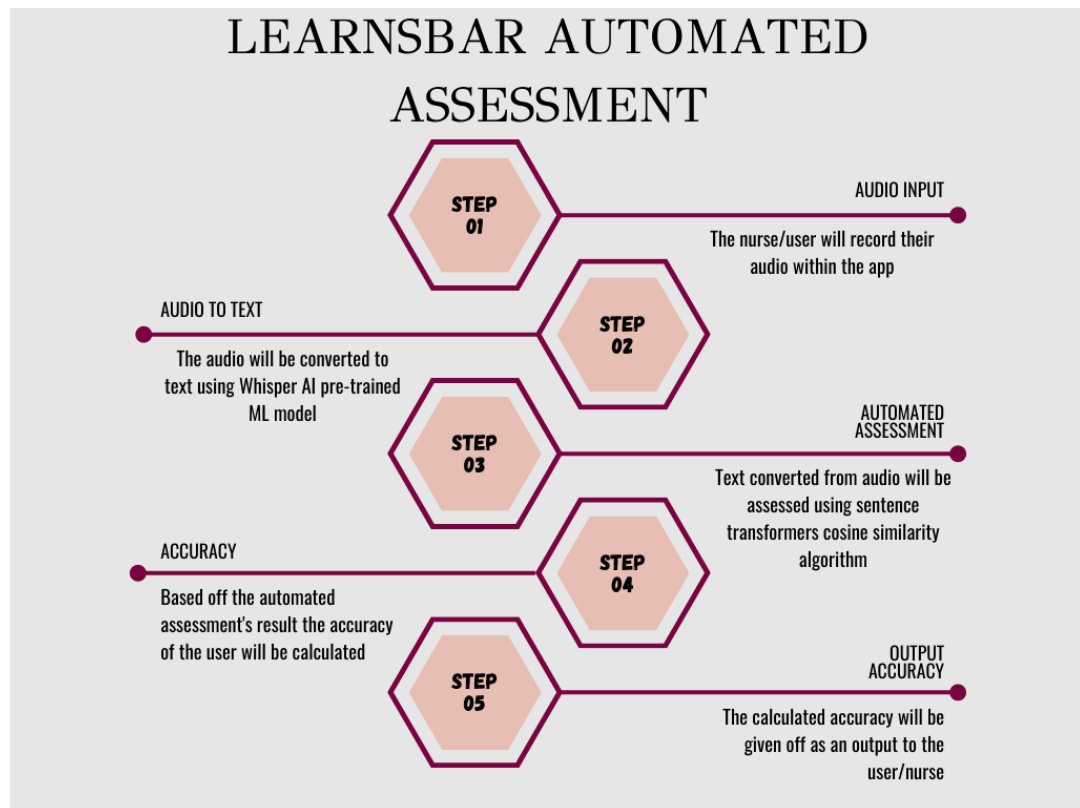 LEARNSBAR AUTOMATED
ASSESSMENT
STEP
01
AUDIO INPUT
The nurse/user will record their
audio within the app
STEP
02
AUDIO TO TEXT
The audio will be converted to
text using Whisper AI pre-trained
ML model
STEP
03
AUTOMATED
ASSESSMENT
Text converted from audio will be
assessed using sentence
transformers cosine similarity
algorithm
STEP
04
ACCURACY
Based off the automated
assessment's result the accuracy
of the user will be calculated
STEP
05
OUTPUT
ACCURACY
The calculated accuracy will be
given off as an output to the
user/nurse